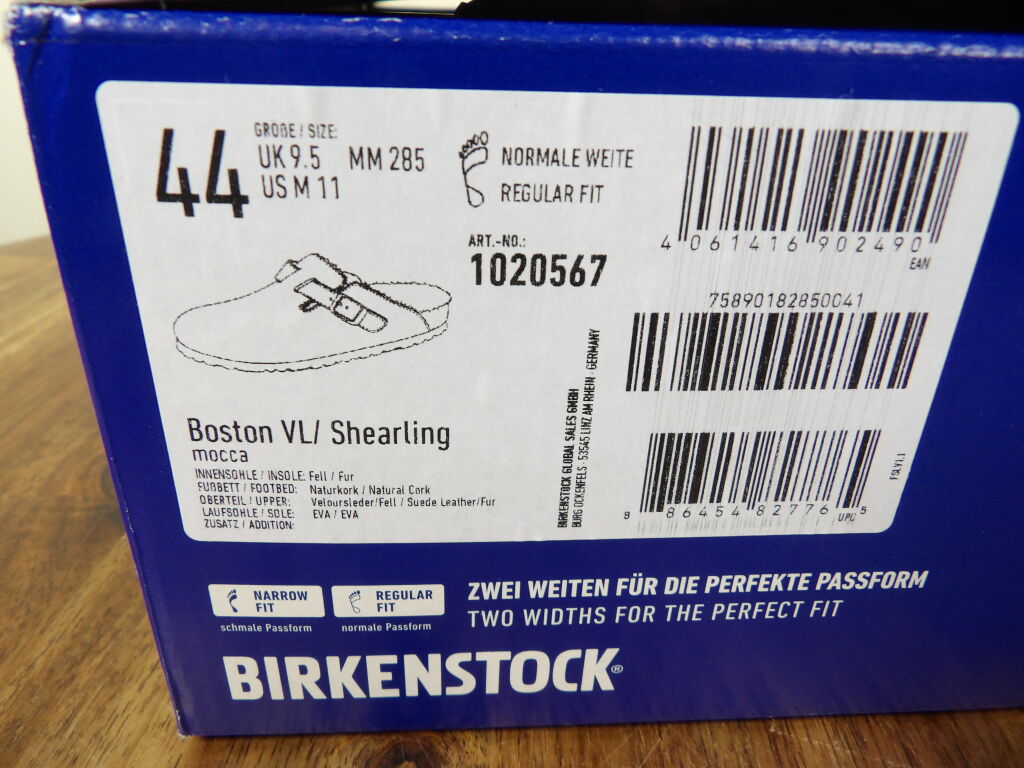 44
GRÖßE / SIZE:
UK 9.5 MM 285
US M 11
NORMALE WEITE
REGULAR FIT
ART.-NO.:
1020567
4 061416 902490
EAN
75890182850041
Boston VL/ Shearling
mocca
INNENSOHLE / INSOLE: Fell / Fur
FUßBETT / FOOTBED: Naturkork / Natural Cork
OBERTEIL / UPPER: Veloursleder/Fell / Suede Leather/Fur
LAUFSOHLE / SOLE: EVA / EVA
ZUSATZ / ADDITION:
BIRKENSTOCK GLOBAL SALES GMBH
BURG OCKENFELS · 53545 LINZ AM RHEIN · GERMANY
8 86454 82776 5
UPC
NARROW FIT
schmale Passform
REGULAR FIT
normale Passform
ZWEI WEITEN FÜR DIE PERFEKTE PASSFORM
TWO WIDTHS FOR THE PERFECT FIT
BIRKENSTOCK®